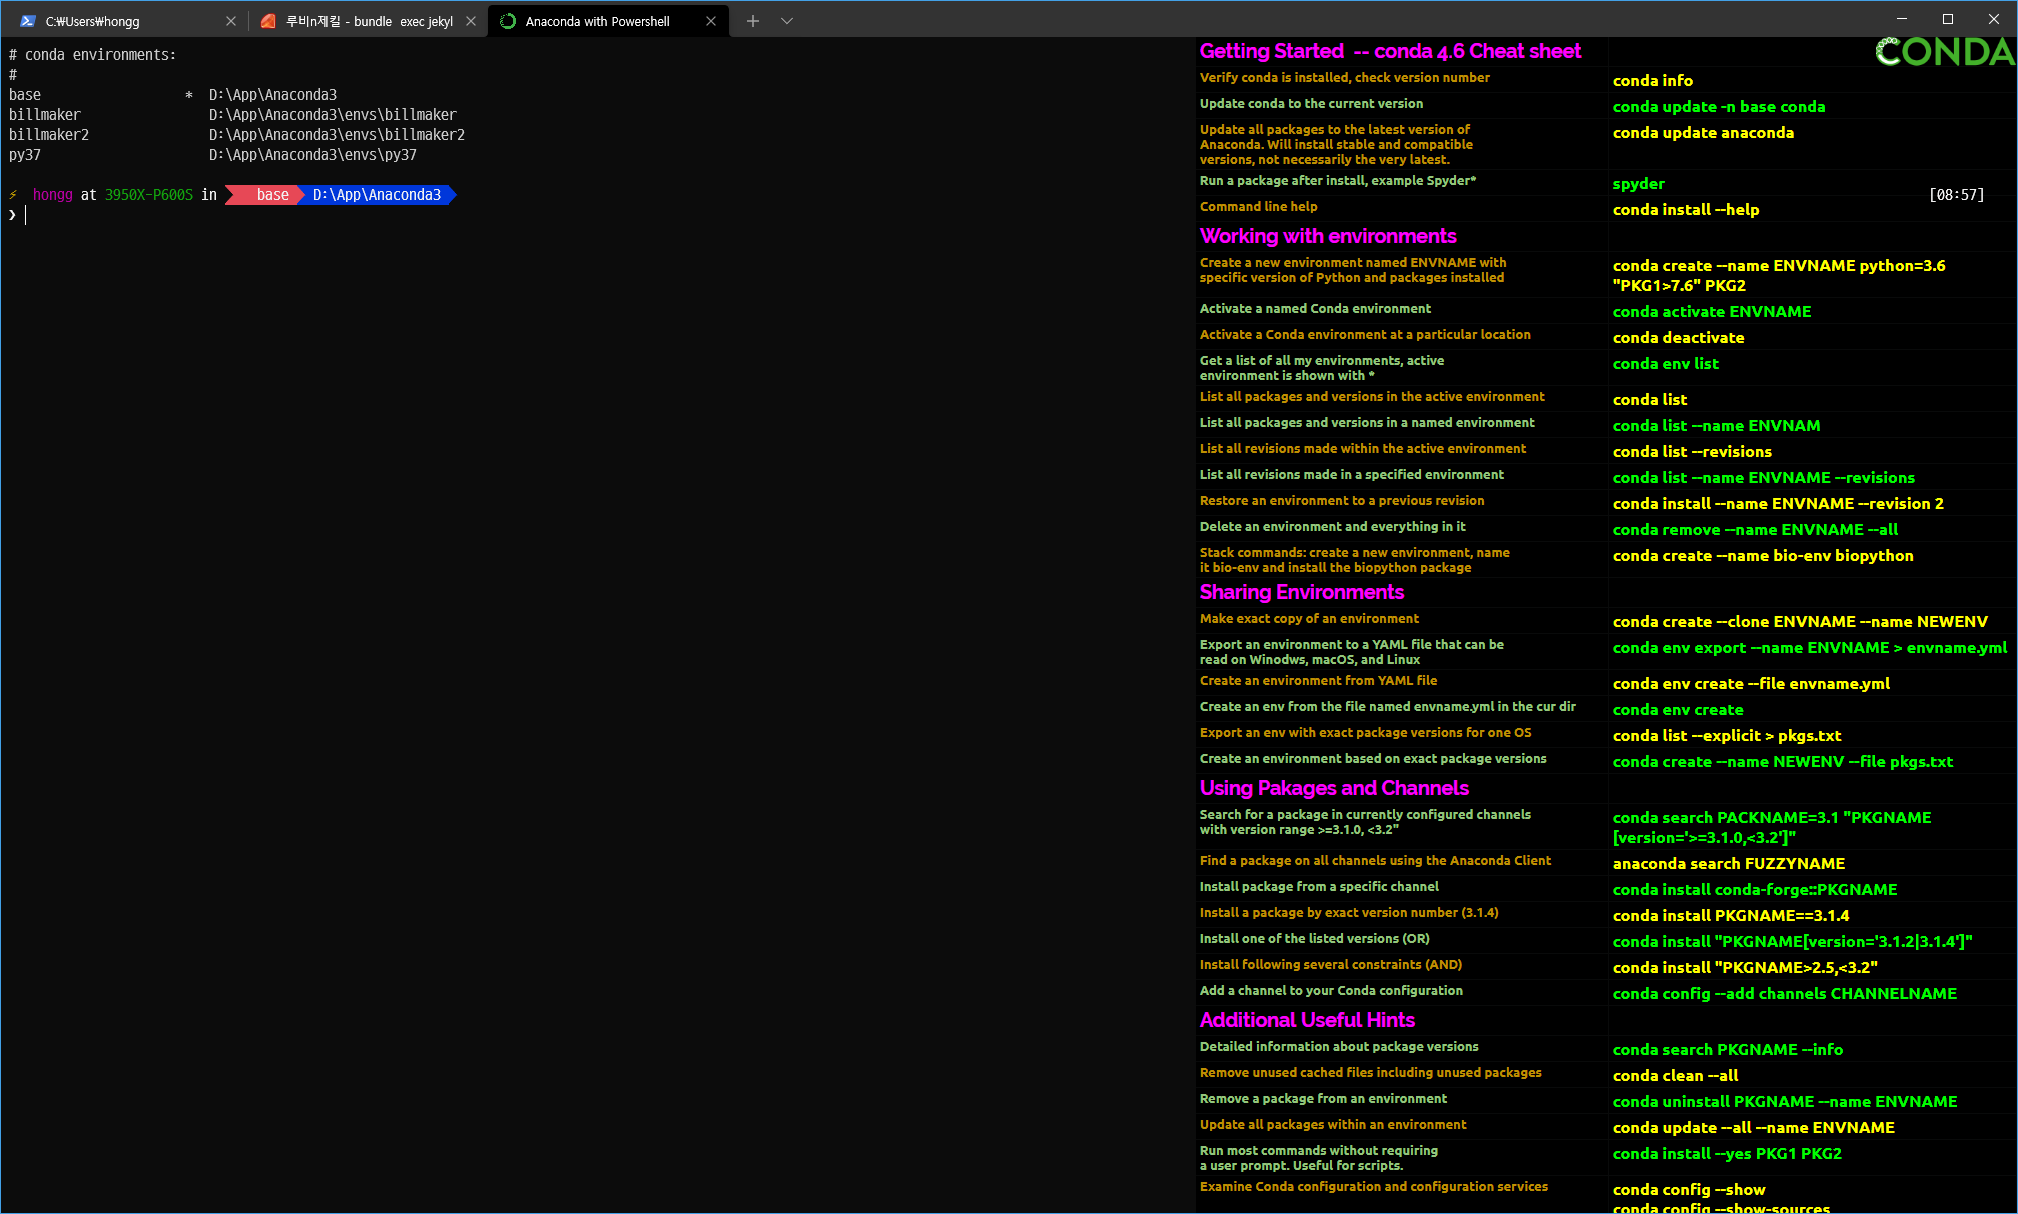 C:₩Users₩hongg
루비n제킬 - bundle  exec jekyl
Anaconda with Powershell
# conda environments:
#
base                  *  D:\App\Anaconda3
billmaker                D:\App\Anaconda3\envs\billmaker
billmaker2               D:\App\Anaconda3\envs\billmaker2
py37                     D:\App\Anaconda3\envs\py37
⚡ hongg at 3950X-P600S in base D:\App\Anaconda3
[08:57]
❯
CONDA
Getting Started  -- conda 4.6 Cheat sheet
Verify conda is installed, check version number
conda info
Update conda to the current version
conda update -n base conda
Update all packages to the latest version of
Anaconda. Will install stable and compatible
versions, not necessarily the very latest.
conda update anaconda
Run a package after install, example Spyder*
spyder
Command line help
conda install --help
Working with environments
Create a new environment named ENVNAME with
specific version of Python and packages installed
conda create --name ENVNAME python=3.6
"PKG1>7.6" PKG2
Activate a named Conda environment
conda activate ENVNAME
Activate a Conda environment at a particular location
conda deactivate
Get a list of all my environments, active
environment is shown with *
conda env list
List all packages and versions in the active environment
conda list
List all packages and versions in a named environment
conda list --name ENVNAM
List all revisions made within the active environment
conda list --revisions
List all revisions made in a specified environment
conda list --name ENVNAME --revisions
Restore an environment to a previous revision
conda install --name ENVNAME --revision 2
Delete an environment and everything in it
conda remove --name ENVNAME --all
Stack commands: create a new environment, name
it bio-env and install the biopython package
conda create --name bio-env biopython
Sharing Environments
Make exact copy of an environment
conda create --clone ENVNAME --name NEWENV
Export an environment to a YAML file that can be
read on Winodws, macOS, and Linux
conda env export --name ENVNAME > envname.yml
Create an environment from YAML file
conda env create --file envname.yml
Create an env from the file named envname.yml in the cur dir
conda env create
Export an env with exact package versions for one OS
conda list --explicit > pkgs.txt
Create an environment based on exact package versions
conda create --name NEWENV --file pkgs.txt
Using Pakages and Channels
Search for a package in currently configured channels
with version range >=3.1.0, <3.2"
conda search PACKNAME=3.1 "PKGNAME
[version='>=3.1.0,<3.2']"
Find a package on all channels using the Anaconda Client
anaconda search FUZZYNAME
Install package from a specific channel
conda install conda-forge::PKGNAME
Install a package by exact version number (3.1.4)
conda install PKGNAME==3.1.4
Install one of the listed versions (OR)
conda install "PKGNAME[version='3.1.2|3.1.4']"
Install following several constraints (AND)
conda install "PKGNAME>2.5,<3.2"
Add a channel to your Conda configuration
conda config --add channels CHANNELNAME
Additional Useful Hints
Detailed information about package versions
conda search PKGNAME --info
Remove unused cached files including unused packages
conda clean --all
Remove a package from an environment
conda uninstall PKGNAME --name ENVNAME
Update all packages within an environment
conda update --all --name ENVNAME
Run most commands without requiring
a user prompt. Useful for scripts.
conda install --yes PKG1 PKG2
Examine Conda configuration and configuration services
conda config --show
conda config --show-sources